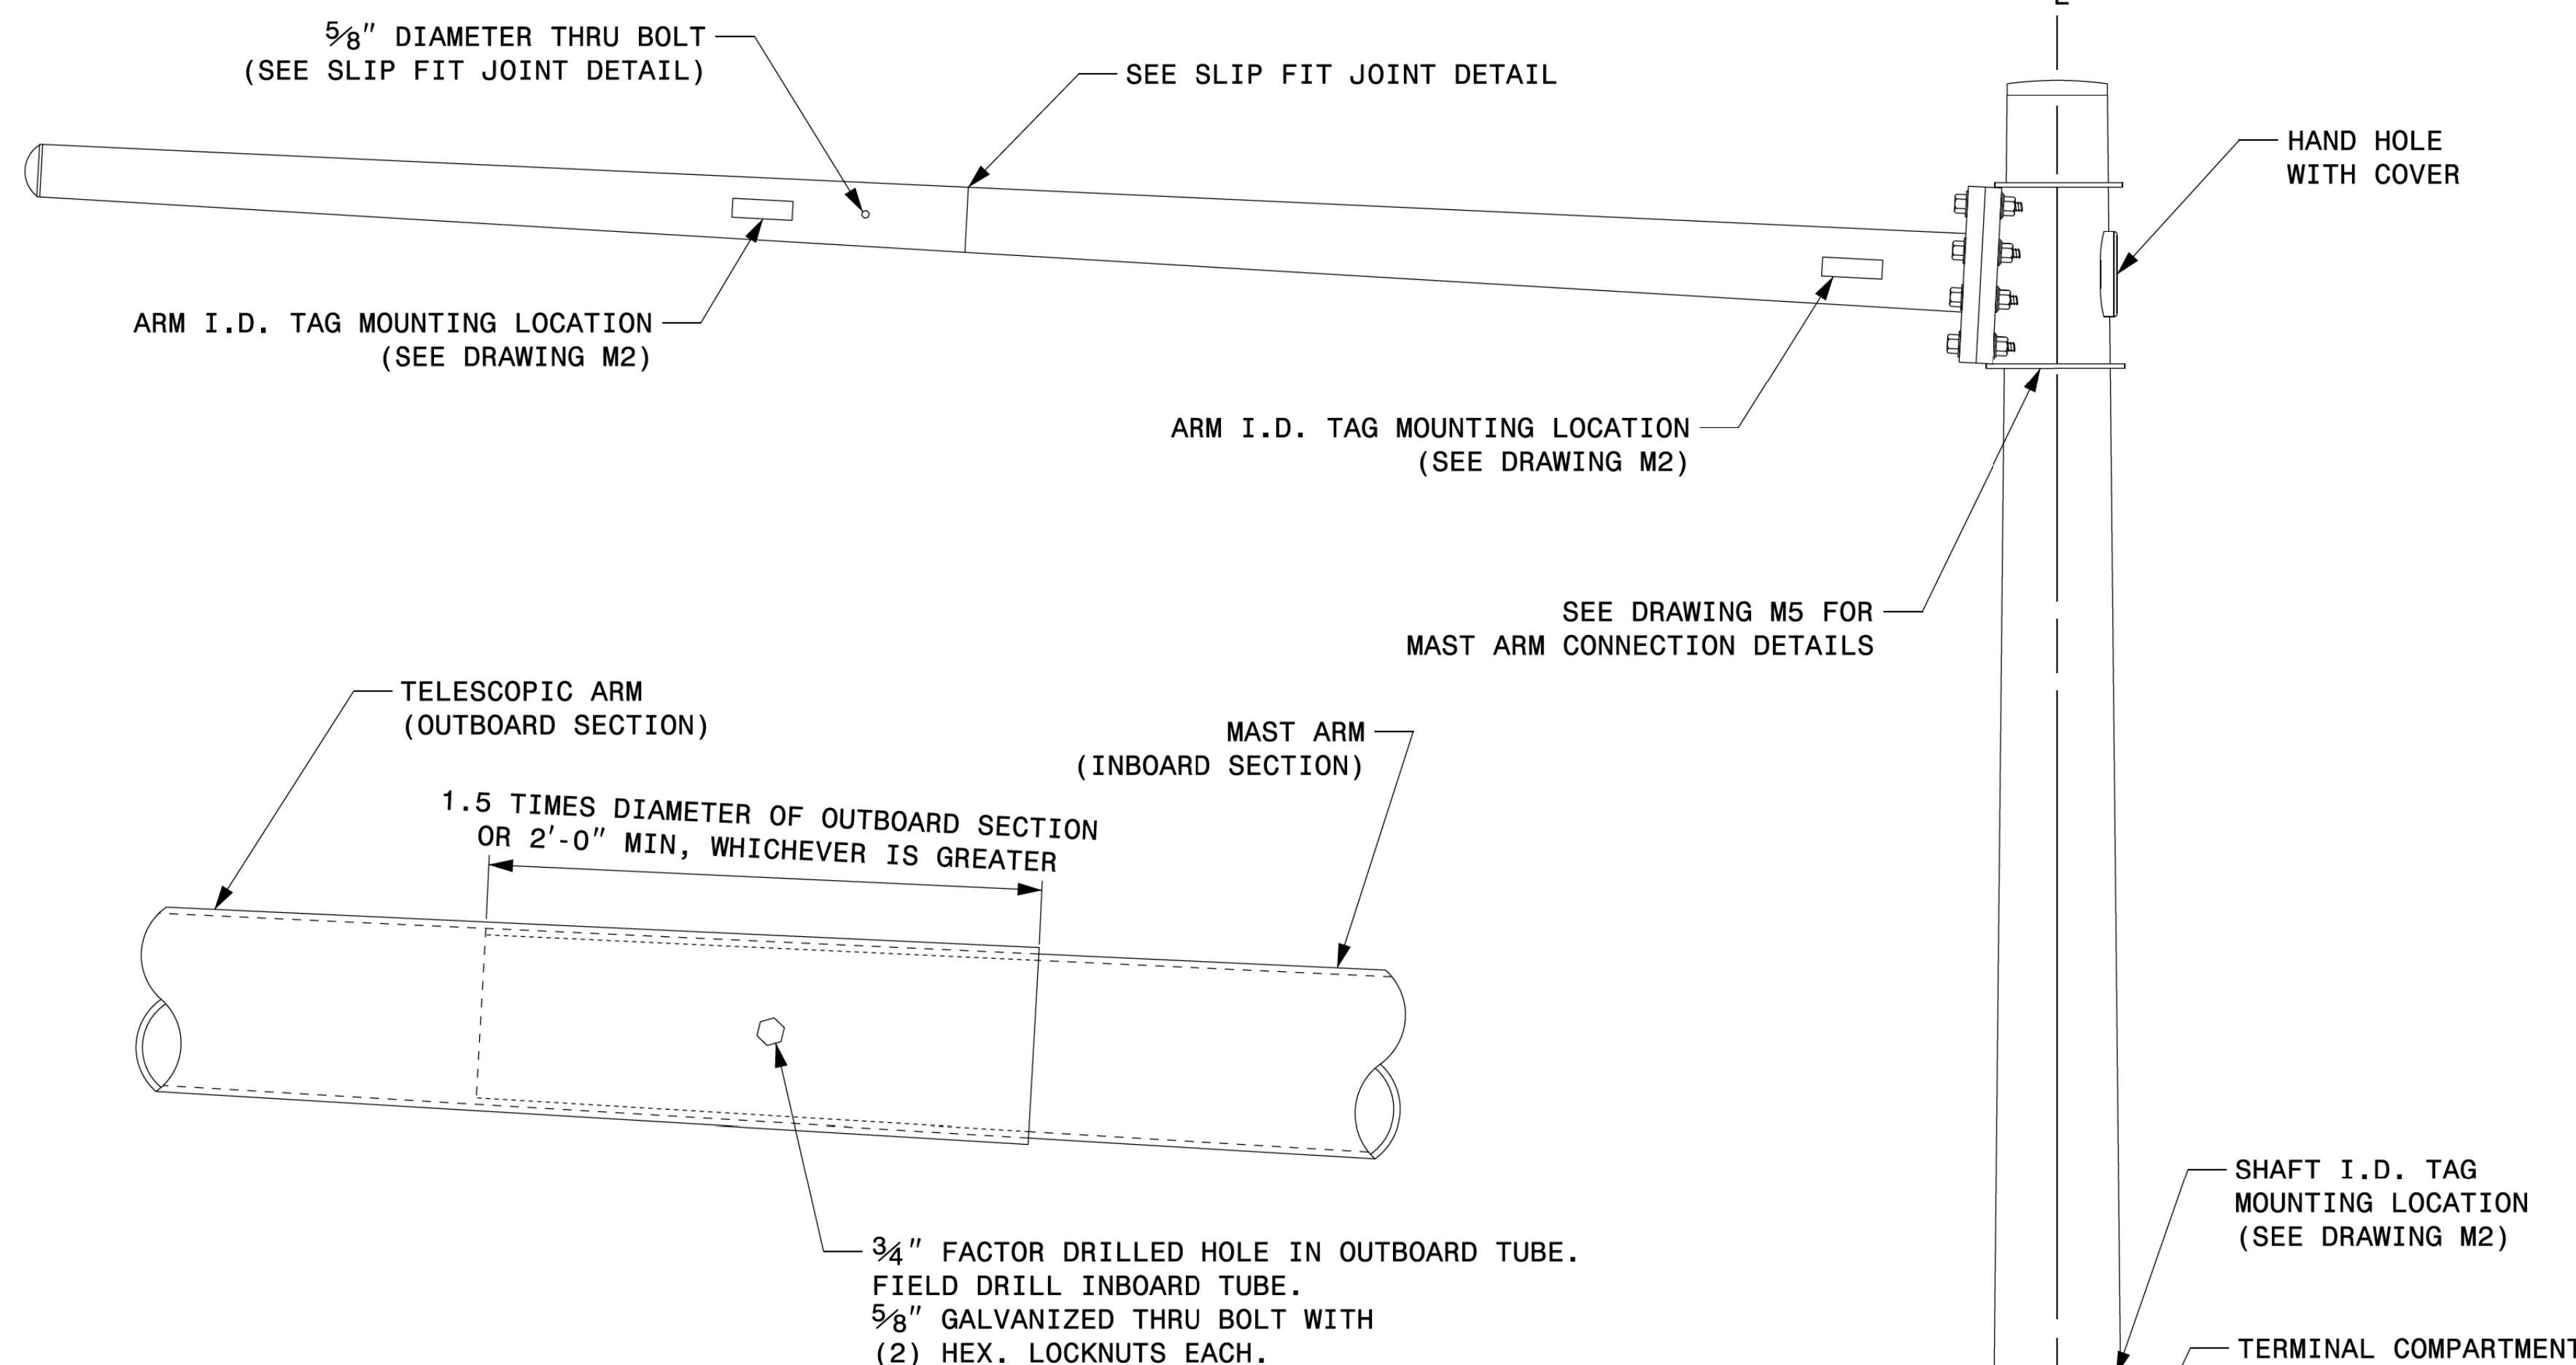 5/8" DIAMETER THRU BOLT
(SEE SLIP FIT JOINT DETAIL)
SEE SLIP FIT JOINT DETAIL
HAND HOLE
WITH COVER
ARM I.D. TAG MOUNTING LOCATION
(SEE DRAWING M2)
ARM I.D. TAG MOUNTING LOCATION
(SEE DRAWING M2)
SEE DRAWING M5 FOR
MAST ARM CONNECTION DETAILS
TELESCOPIC ARM
(OUTBOARD SECTION)
MAST ARM
(INBOARD SECTION)
1.5 TIMES DIAMETER OF OUTBOARD SECTION
OR 2'-0" MIN, WHICHEVER IS GREATER
SHAFT I.D. TAG
MOUNTING LOCATION
(SEE DRAWING M2)
3/4" FACTOR DRILLED HOLE IN OUTBOARD TUBE.
FIELD DRILL INBOARD TUBE.
5/8" GALVANIZED THRU BOLT WITH
(2) HEX. LOCKNUTS EACH.
TERMINAL COMPARTMENT